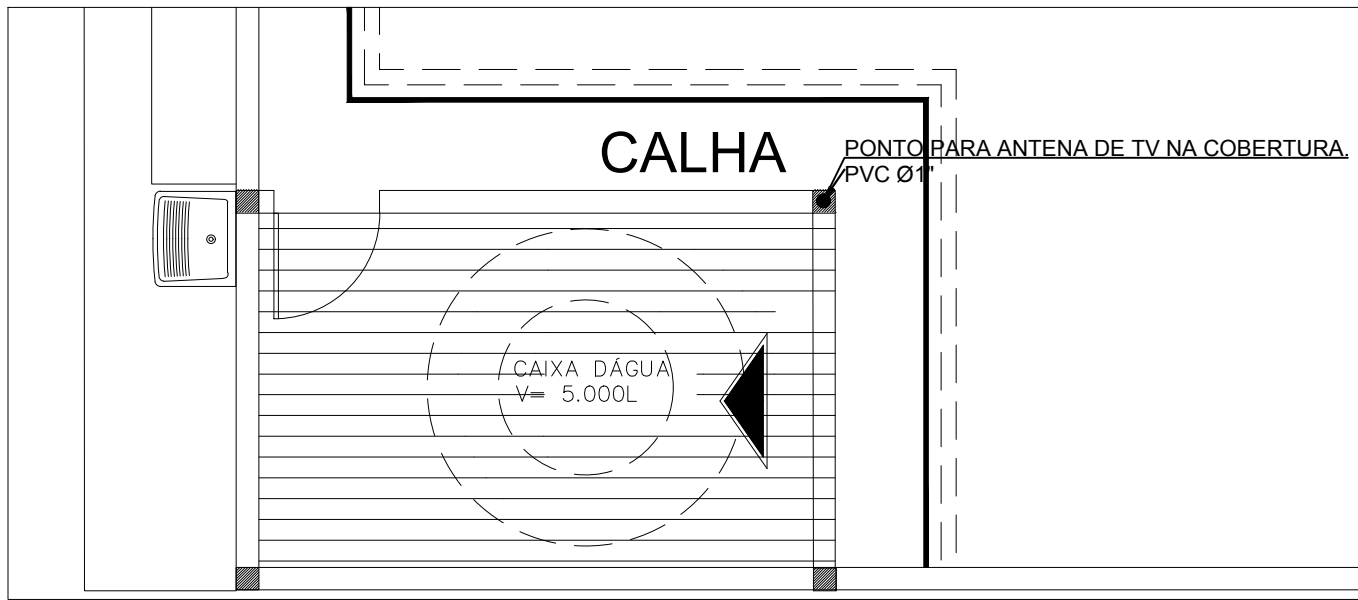 CALHA
PONTO PARA ANTENA DE TV NA COBERTURA.
PVC Ø1"
CAIXA DÁGUA
V= 5.000L